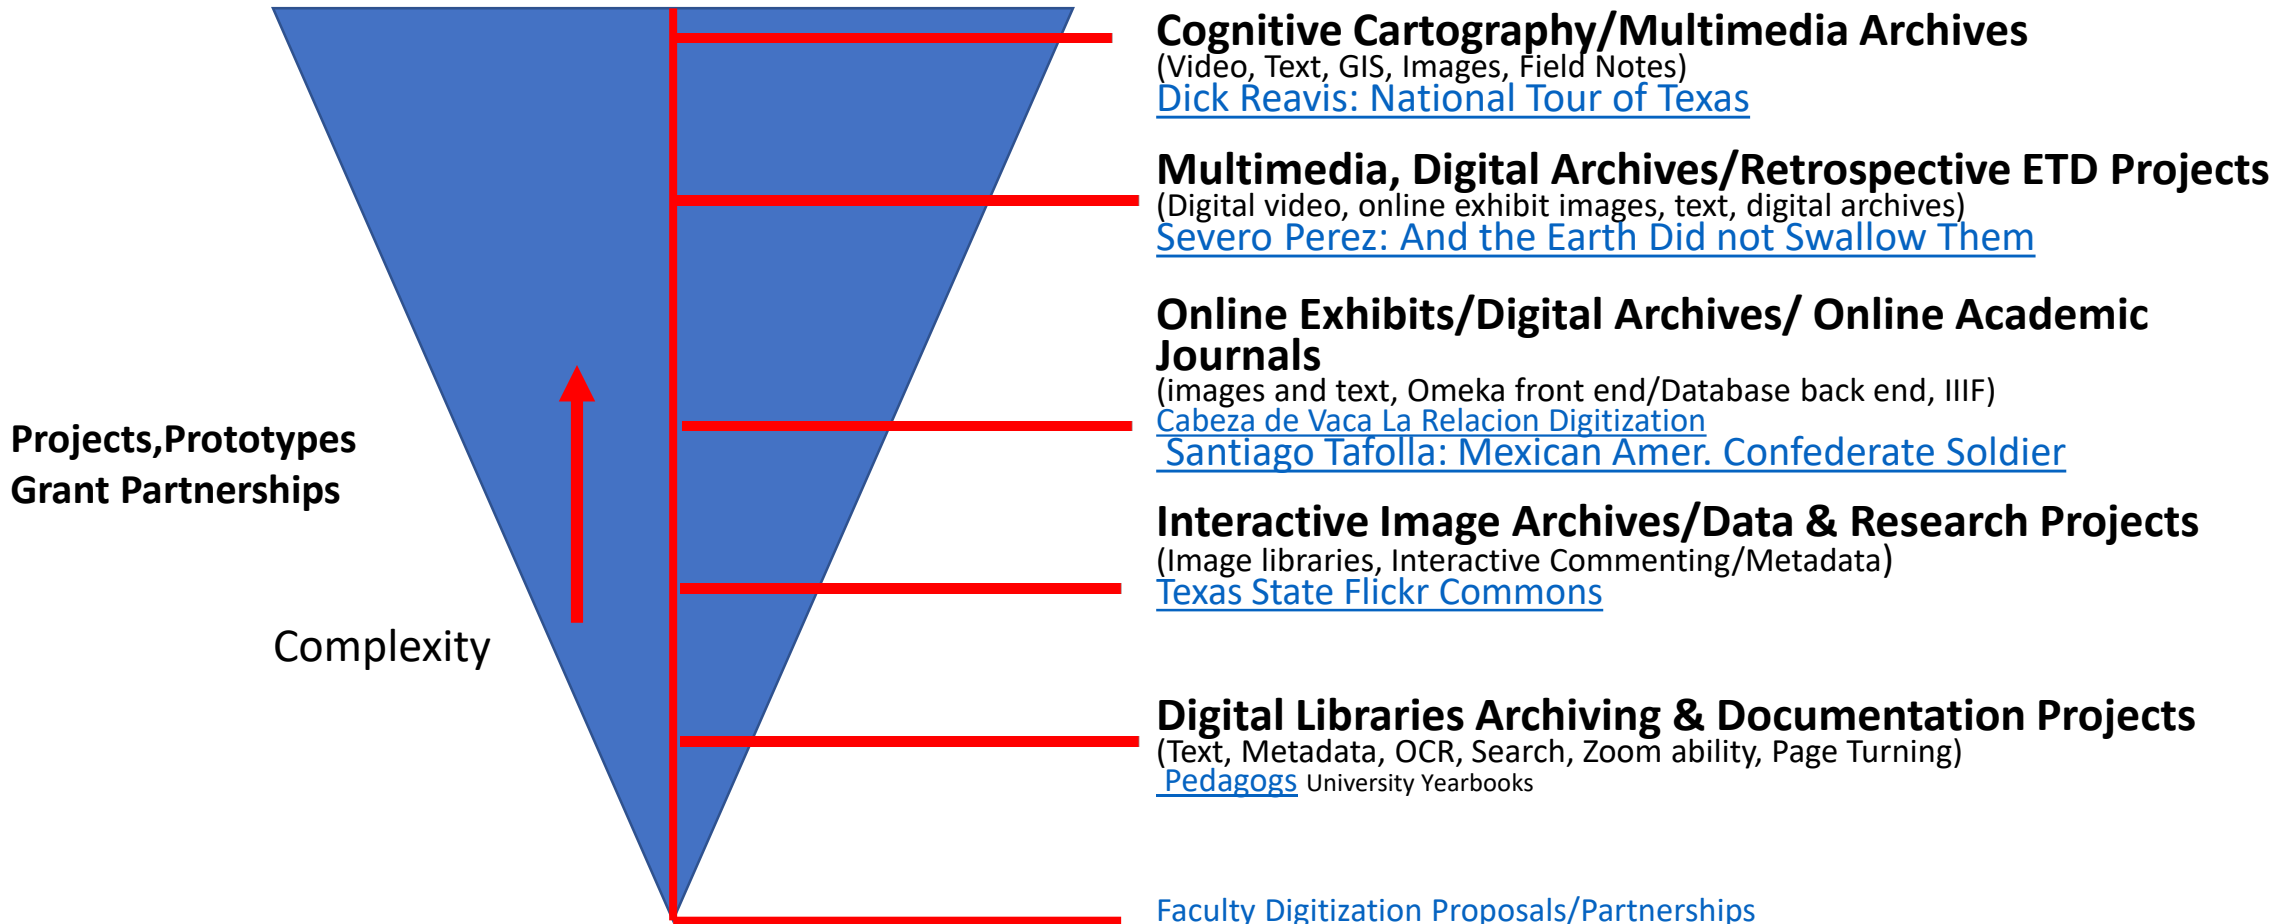 Cognitive Cartography/Multimedia Archives
(Video, Text, GIS, Images, Field Notes)
Dick Reavis: National Tour of Texas
Multimedia, Digital Archives/Retrospective ETD Projects
(Digital video, online exhibit images, text, digital archives)
Severo Perez: And the Earth Did not Swallow Them
Online Exhibits/Digital Archives/ Online Academic
Journals
(images and text, Omeka front end/Database back end, IIIF)
Cabeza de Vaca La Relacion Digitization
Santiago Tafolla: Mexican Amer. Confederate Soldier
Projects,Prototypes
Grant Partnerships
Interactive Image Archives/Data & Research Projects
(Image libraries, Interactive Commenting/Metadata)
Texas State Flickr Commons
Complexity
Digital Libraries Archiving & Documentation Projects
(Text, Metadata, OCR, Search, Zoom ability, Page Turning)
Pedagogs University Yearbooks
Faculty Digitization Proposals/Partnerships